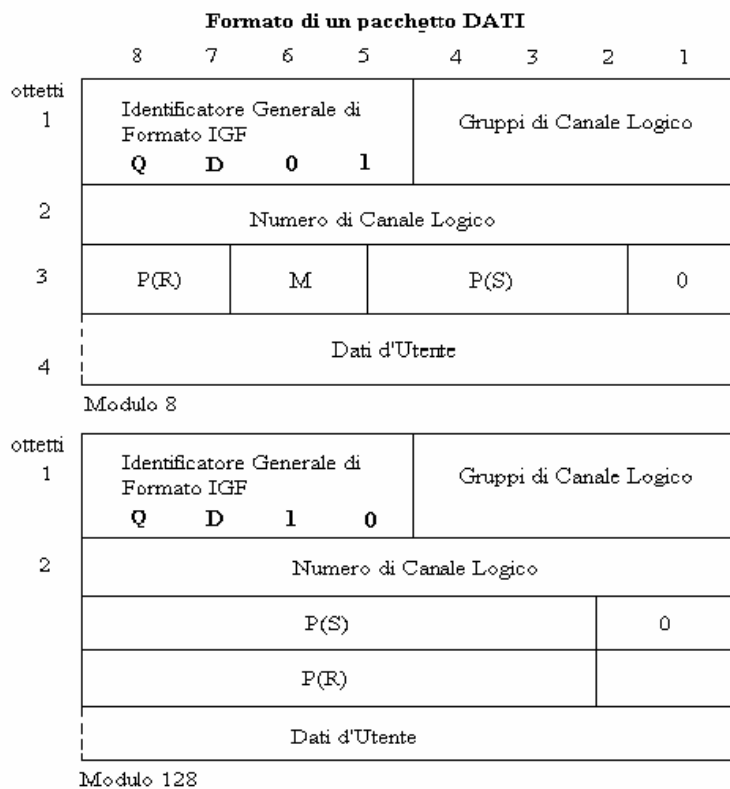 Formato di un pacchetto DATI
8 7 6 5 4 3 2 1
ottetti
1
Identificatore Generale di
Formato IGF
Q D 0 1
Gruppi di Canale Logico
2
Numero di Canale Logico
3
P(R) M P(S) 0
4
Dati d'Utente
Modulo 8
ottetti
1
Identificatore Generale di
Formato IGF
Q D 1 0
Gruppi di Canale Logico
2
Numero di Canale Logico
P(S) 0
P(R)
Dati d'Utente
Modulo 128